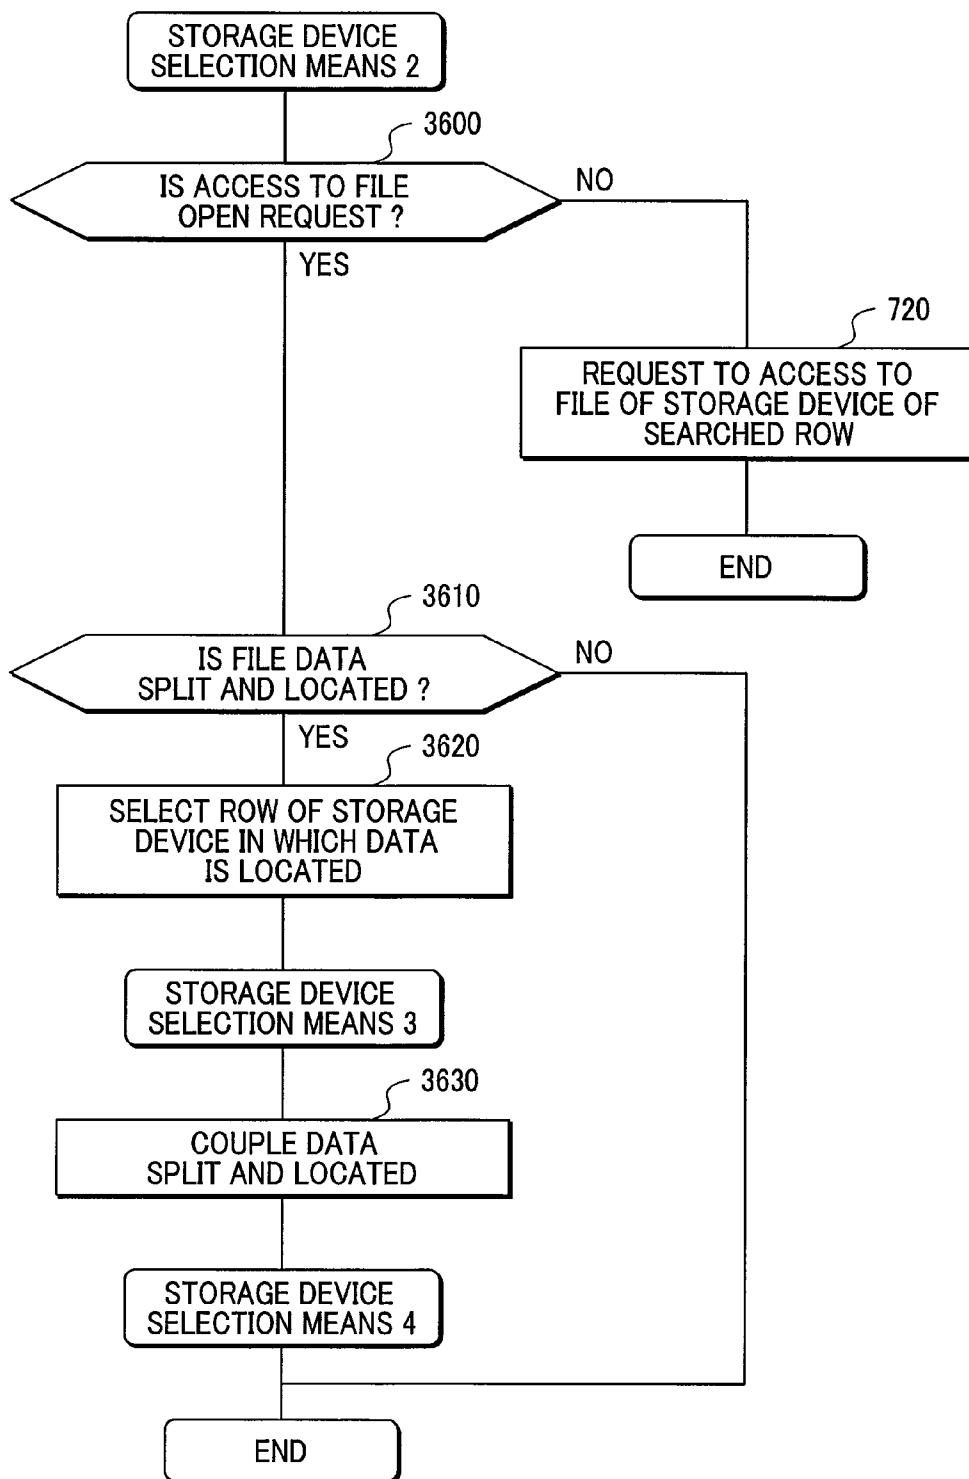 STORAGE DEVICE
SELECTION MEANS 2
3600
IS ACCESS TO FILE
OPEN REQUEST ?
NO
YES
720
REQUEST TO ACCESS TO
FILE OF STORAGE DEVICE OF
SEARCHED ROW
END
3610
IS FILE DATA
SPLIT AND LOCATED ?
NO
YES
3620
SELECT ROW OF STORAGE
DEVICE IN WHICH DATA
IS LOCATED
STORAGE DEVICE
SELECTION MEANS 3
3630
COUPLE DATA
SPLIT AND LOCATED
STORAGE DEVICE
SELECTION MEANS 4
END